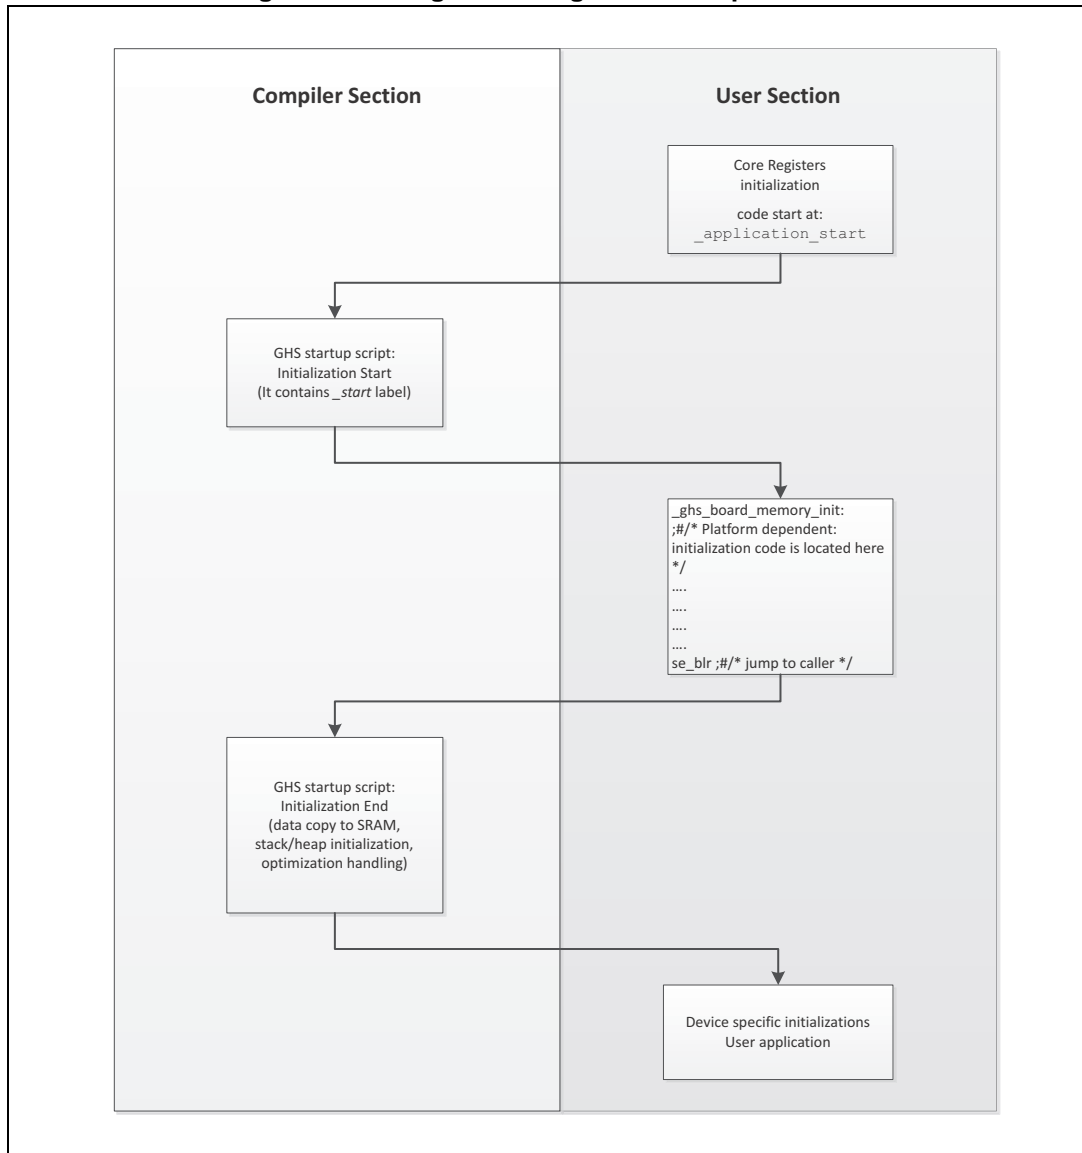 Compiler Section
User Section
Core Registers
initialization
code start at:
_application_start
GHS startup script:
Initialization Start
(It contains _start label)
_ghs_board_memory_init:
;#/* Platform dependent:
initialization code is located here
*/
....
....
....
....
se_blr ;#/* jump to caller */
GHS startup script:
Initialization End
(data copy to SRAM,
stack/heap initialization,
optimization handling)
Device specific initializations
User application